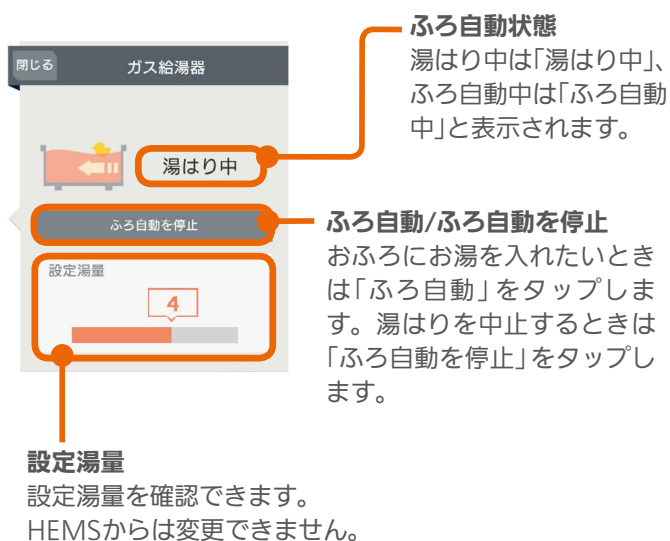 閉じる
ガス給湯器
湯はり中
ふろ自動を停止
設定湯量
4
ふろ自動状態
湯はり中は「湯はり中」、
ふろ自動中は「ふろ自動
中」と表示されます。
ふろ自動/ふろ自動を停止
おふろにお湯を入れたいとき
は「ふろ自動」をタップしま
す。湯はりを中止するときは
「ふろ自動を停止」をタップし
ます。
設定湯量
設定湯量を確認できます。
HEMSからは変更できません。